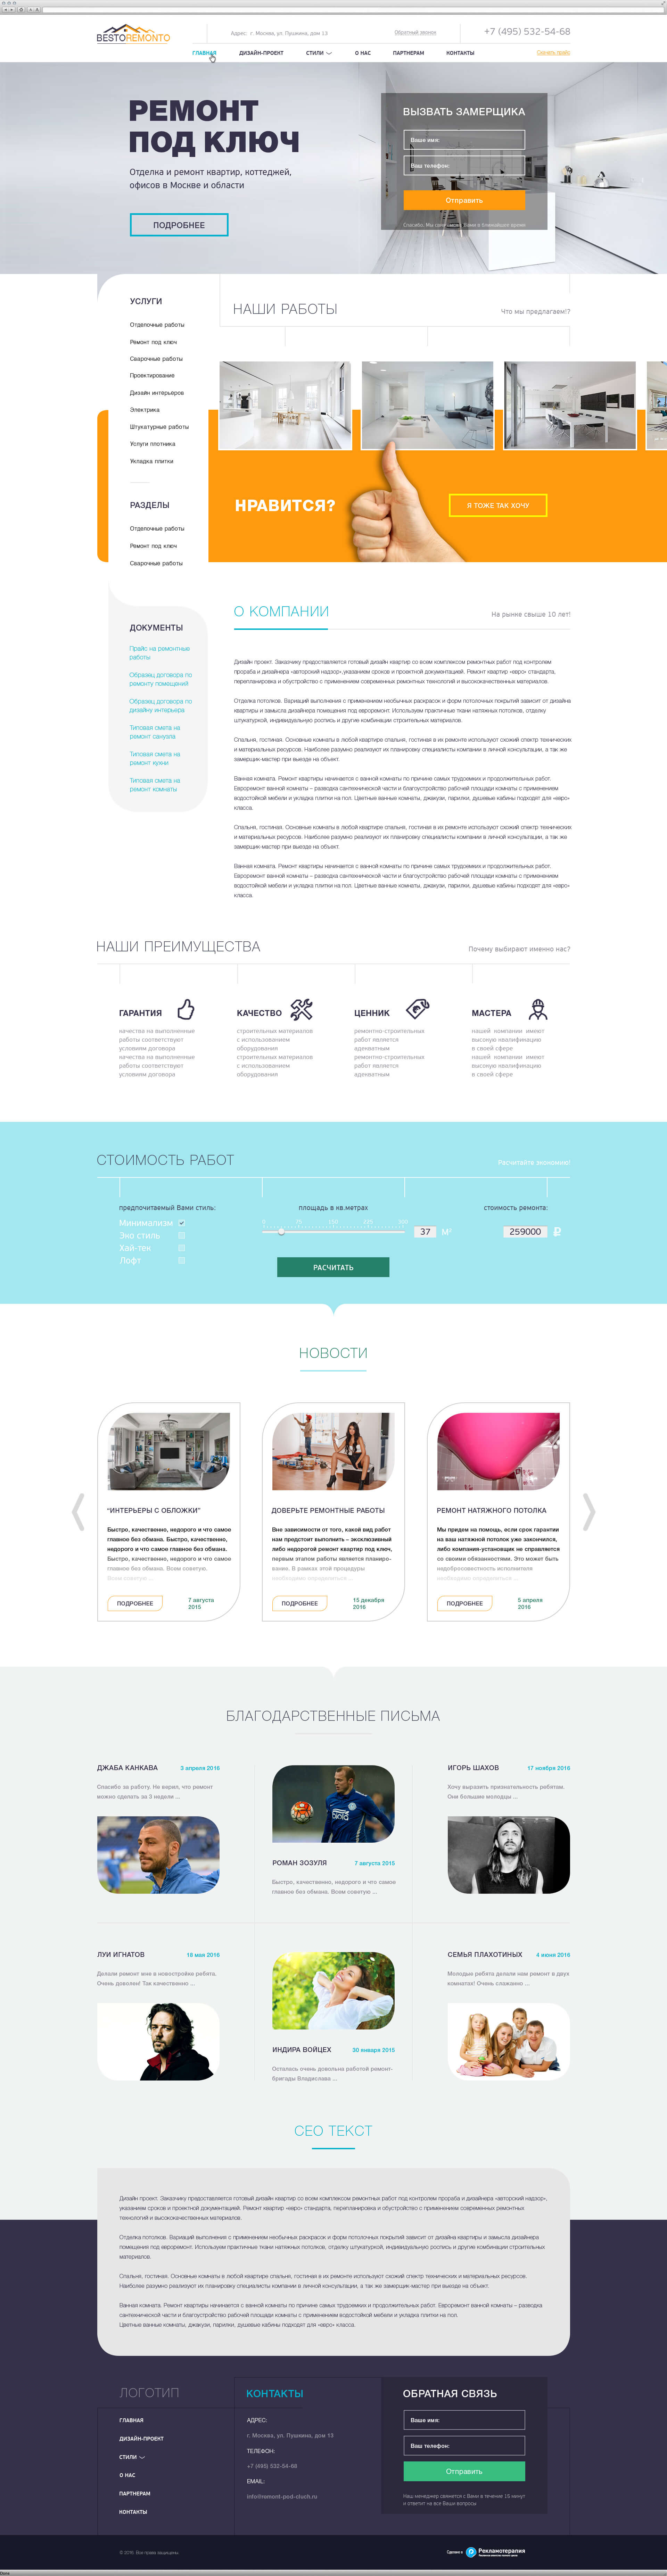 BESTOREMONTO
Адрес: г. Москва, ул. Пушкина, дом 13
Обратный звонок
+7 (495) 532-54-68
ГЛАВНАЯ
ДИЗАЙН-ПРОЕКТ
СТИЛИ
О НАС
ПАРТНЕРАМ
КОНТАКТЫ
Скачать прайс
РЕМОНТ
ПОД КЛЮЧ
Отделка и ремонт квартир, коттеджей,
офисов в Москве и области
ПОДРОБНЕЕ
ВЫЗВАТЬ ЗАМЕРЩИКА
Ваше имя:
Ваш телефон:
Отправить
УСЛУГИ
Отделочные работы
Ремонт под ключ
Сварочные работы
Проектирование
Дизайн интерьеров
Электрика
Штукатурные работы
Услуги плотника
Укладка плитки
РАЗДЕЛЫ
Отделочные работы
Ремонт под ключ
Сварочные работы
НАШИ РАБОТЫ
Что мы предлагаем!?
НРАВИТСЯ?
Я ТОЖЕ ТАК ХОЧУ
ДОКУМЕНТЫ
Прайс на ремонтные
работы
Образец договора по
ремонту помещений
Образец договора по
дизайну интерьера
Типовая смета на
ремонт санузла
Типовая смета на
ремонт кухни
Типовая смета на
ремонт комнаты
О КОМПАНИИ
На рынке свыше 10 лет!
Дизайн проект. Заказчику предоставляется готовый дизайн квартир со всем комплексом ремонтных работ под контролем
прораба и дизайнера «авторский надзор»,указанием сроков и проектной документацией. Ремонт квартир «евро» стандарта,
перепланировка и обустройство с применением современных ремонтных технологий и высококачественных материалов.
Отделка потолков. Вариаций выполнения с применением необычных раскрасок и форм потолочных покрытий зависит от дизайна
квартиры и замысла дизайнера помещения под евроремонт. Используем практичные ткани натяжных потолков, отделку
штукатуркой, индивидуальную роспись и другие комбинации строительных материалов.
Спальня, гостиная. Основные комнаты в любой квартире спальня, гостиная в их ремонте используют схожий спектр технических
и материальных ресурсов. Наиболее разумно реализуют их планировку специалисты компании в личной консультации, а так же
замерщик-мастер при выезде на объект.
Ванная комната. Ремонт квартиры начинается с ванной комнаты по причине самых трудоемких и продолжительных работ.
Евроремонт ванной комнаты – разводка сантехнической части и благоустройство рабочей площади комнаты с применением
водостойкой мебели и укладка плитки на пол. Цветные ванные комнаты, джакузи, парилки, душевые кабины подходят для «евро»
класса.
Спальня, гостиная. Основные комнаты в любой квартире спальня, гостиная в их ремонте используют схожий спектр технических
и материальных ресурсов. Наиболее разумно реализуют их планировку специалисты компании в личной консультации, а так же
замерщик-мастер при выезде на объект.
Ванная комната. Ремонт квартиры начинается с ванной комнаты по причине самых трудоемких и продолжительных работ.
Евроремонт ванной комнаты – разводка сантехнической части и благоустройство рабочей площади комнаты с применением
водостойкой мебели и укладка плитки на пол. Цветные ванные комнаты, джакузи, парилки, душевые кабины подходят для «евро»
класса.
НАШИ ПРЕИМУЩЕСТВА
Почему выбирают именно нас?
ГАРАНТИЯ
качества на выполненные
работы соответствуют
условиям договора
качества на выполненные
работы соответствуют
условиям договора
КАЧЕСТВО
строительных материалов
с использованием
оборудования
строительных материалов
с использованием
оборудования
ЦЕННИК
ремонтно-строительных
работ является
адекватным
ремонтно-строительных
работ является
адекватным
МАСТЕРА
нашей компании имеют
высокую квалификацию
в своей сфере
нашей компании имеют
высокую квалификацию
в своей сфере
СТОИМОСТЬ РАБОТ
Расчитайте экономию!
предпочитаемый Вами стиль:
Минимализм
Эко стиль
Хай-тек
Лофт
площадь в кв.метрах
37 М²
стоимость ремонта:
259000 ₽
РАСЧИТАТЬ
НОВОСТИ
“ИНТЕРЬЕРЫ С ОБЛОЖКИ”
Быстро, качественно, недорого и что самое
главное без обмана. Быстро, качественно,
недорого и что самое главное без обмана.
Быстро, качественно, недорого и что самое
главное без обмана. Всем советую.
Всем советую ...
ПОДРОБНЕЕ
7 августа
2015
ДОВЕРЬТЕ РЕМОНТНЫЕ РАБОТЫ
Вне зависимости от того, какой вид работ
нам предстоит выполнить – эксклюзивный
либо недорогой ремонт квартир под ключ,
первым этапом работы является планиро-
вание. В рамках этой процедуры
необходимо определиться ...
ПОДРОБНЕЕ
15 декабря
2016
РЕМОНТ НАТЯЖНОГО ПОТОЛКА
Мы придем на помощь, если срок гарантии
на ваш натяжной потолок уже закончился,
либо компания-установщик не справляется
со своими обязанностями. Это может быть
недобросовестность исполнителя
необходимо определиться ...
ПОДРОБНЕЕ
5 апреля
2016
БЛАГОДАРСТВЕННЫЕ ПИСЬМА
ДЖАБА КАНКАВА
3 апреля 2016
Спасибо за работу. Не верил, что ремонт
можно сделать за 3 недели ...
РОМАН ЗОЗУЛЯ
7 августа 2015
Быстро, качественно, недорого и что самое
главное без обмана. Всем советую ...
ИГОРЬ ШАХОВ
17 ноября 2016
Хочу выразить признательность ребятам.
Они большие молодцы ...
ЛУИ ИГНАТОВ
18 мая 2016
Делали ремонт мне в новостройке ребята.
Очень доволен! Так качественно ...
ИНДИРА ВОЙЦЕХ
30 января 2015
Осталась очень довольна работой ремонт-
бригады Владислава ...
СЕМЬЯ ПЛАХОТИНЫХ
4 июня 2016
Молодые ребята делали нам ремонт в двух
комнатах! Очень слажанно ...
СЕО ТЕКСТ
Дизайн проект. Заказчику предоставляется готовый дизайн квартир со всем комплексом ремонтных работ под контролем прораба и дизайнера «авторский надзор»,
указанием сроков и проектной документацией. Ремонт квартир «евро» стандарта, перепланировка и обустройство с применением современных ремонтных
технологий и высококачественных материалов.
Отделка потолков. Вариаций выполнения с применением необычных раскрасок и форм потолочных покрытий зависит от дизайна квартиры и замысла дизайнера
помещения под евроремонт. Используем практичные ткани натяжных потолков, отделку штукатуркой, индивидуальную роспись и другие комбинации строительных
материалов.
Спальня, гостиная. Основные комнаты в любой квартире спальня, гостиная в их ремонте используют схожий спектр технических и материальных ресурсов.
Наиболее разумно реализуют их планировку специалисты компании в личной консультации, а так же замерщик-мастер при выезде на объект.
Ванная комната. Ремонт квартиры начинается с ванной комнаты по причине самых трудоемких и продолжительных работ. Евроремонт ванной комнаты – разводка
сантехнической части и благоустройство рабочей площади комнаты с применением водостойкой мебели и укладка плитки на пол.
Цветные ванные комнаты, джакузи, парилки, душевые кабины подходят для «евро» класса.
ЛОГОТИП
ГЛАВНАЯ
ДИЗАЙН-ПРОЕКТ
СТИЛИ
О НАС
ПАРТНЕРАМ
КОНТАКТЫ
КОНТАКТЫ
АДРЕС:
г. Москва, ул. Пушкина, дом 13
ТЕЛЕФОН:
+7 (495) 532-54-68
EMAIL:
info@remont-pod-cluch.ru
ОБРАТНАЯ СВЯЗЬ
Ваше имя:
Ваш телефон:
Отправить
Наш менеджер свяжется с Вами в течение 15 минут
и ответит на все Ваши вопросы
© 2016. Все права защищены
Сделано в Рекламотерапия